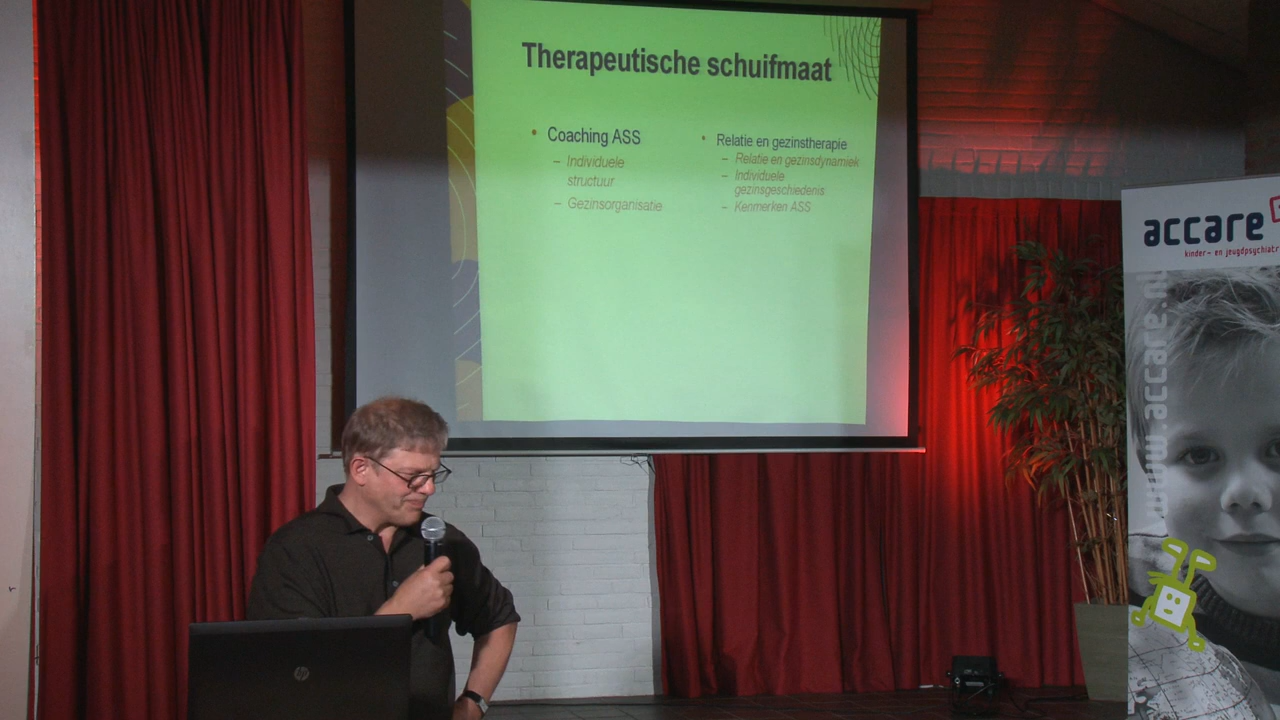 Therapeutische schuifmaat
• Coaching ASS
– Individuele
structuur
– Gezinsorganisatie
• Relatie en gezinstherapie
– Relatie en gezinsdynamiek
– Individuele
gezinsgeschiedenis
– Kenmerken ASS
accare
kinder- en jeugdpsychiatr
www.accare.n
hp